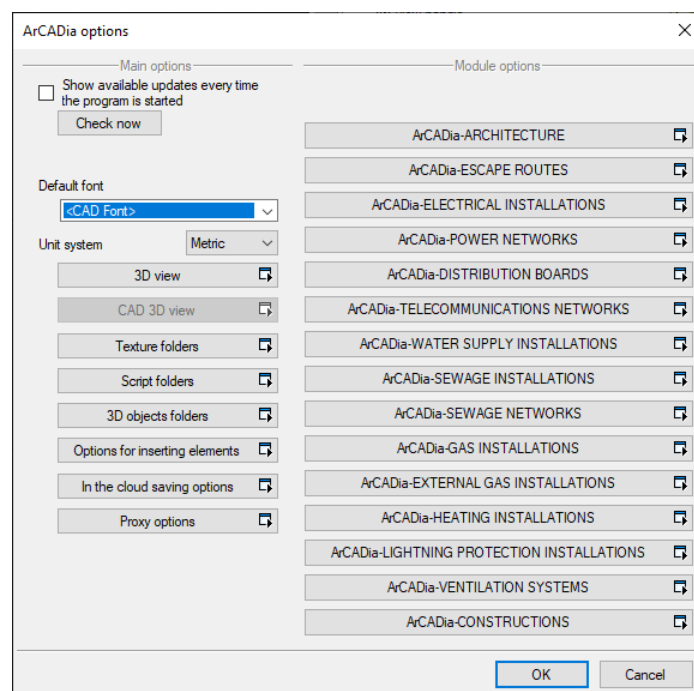 ArCADia options
Main options
Show available updates every time
the program is started
Check now
Default font
<CAD Font>
Unit system
Metric
3D view
CAD 3D view
Texture folders
Script folders
3D objects folders
Options for inserting elements
In the cloud saving options
Proxy options
Module options
ArCADia-ARCHITECTURE
ArCADia-ESCAPE ROUTES
ArCADia-ELECTRICAL INSTALLATIONS
ArCADia-POWER NETWORKS
ArCADia-DISTRIBUTION BOARDS
ArCADia-TELECOMMUNICATIONS NETWORKS
ArCADia-WATER SUPPLY INSTALLATIONS
ArCADia-SEWAGE INSTALLATIONS
ArCADia-SEWAGE NETWORKS
ArCADia-GAS INSTALLATIONS
ArCADia-EXTERNAL GAS INSTALLATIONS
ArCADia-HEATING INSTALLATIONS
ArCADia-LIGHTNING PROTECTION INSTALLATIONS
ArCADia-VENTILATION SYSTEMS
ArCADia-CONSTRUCTIONS
OK
Cancel